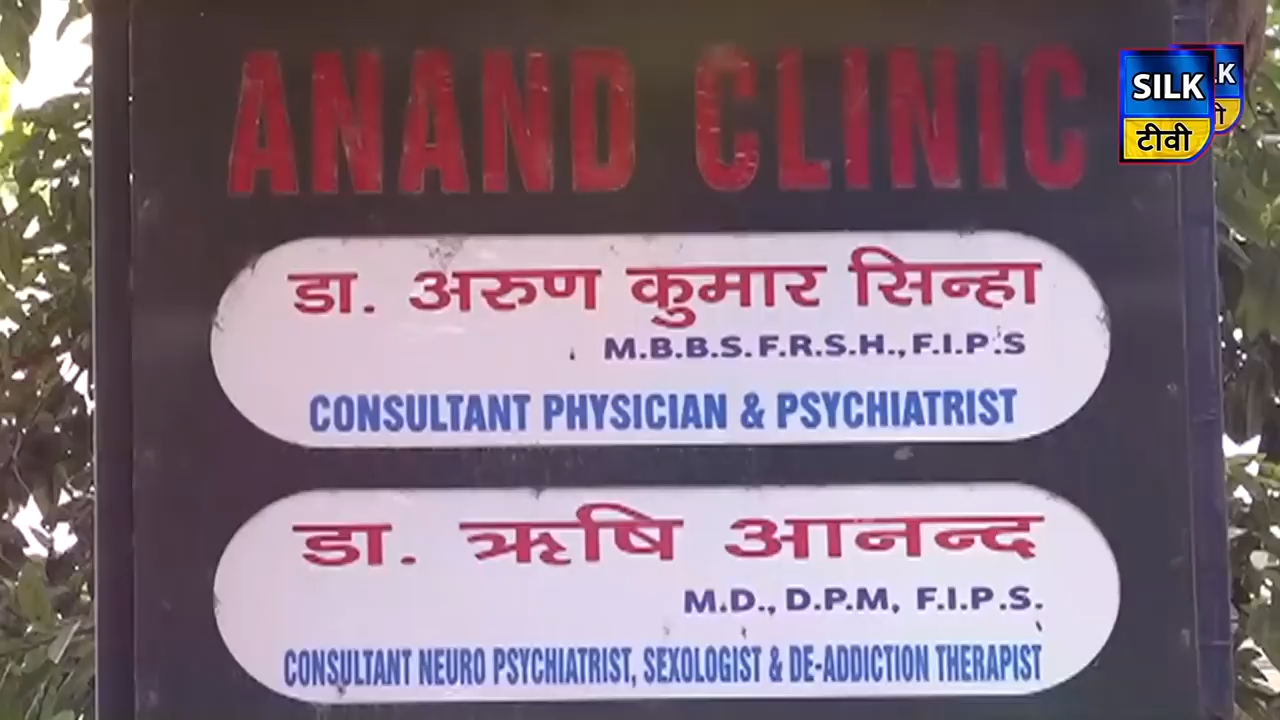 ANAND CLINIC
SILK
टीवी
डा. अरुण कुमार सिन्हा
M.B.B.S. F.R.S.H., F.I.P.S
CONSULTANT PHYSICIAN & PSYCHIATRIST
डा. ऋषि आनन्द
M.D., D.P.M, F.I.P.S.
CONSULTANT NEURO PSYCHIATRIST, SEXOLOGIST & DE-ADDICTION THERAPIST